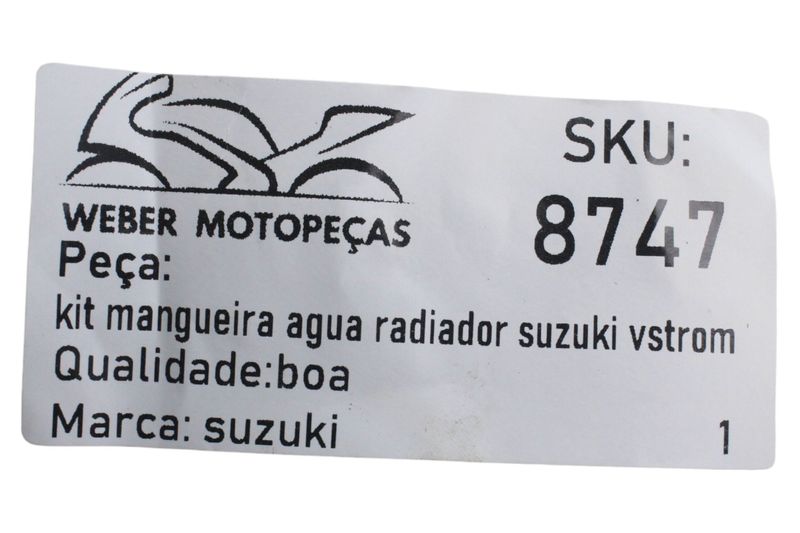 WEBER MOTOPEÇAS
SKU:
8747
Peça:
kit mangueira agua radiador suzuki vstrom
Qualidade:boa
Marca: suzuki
1